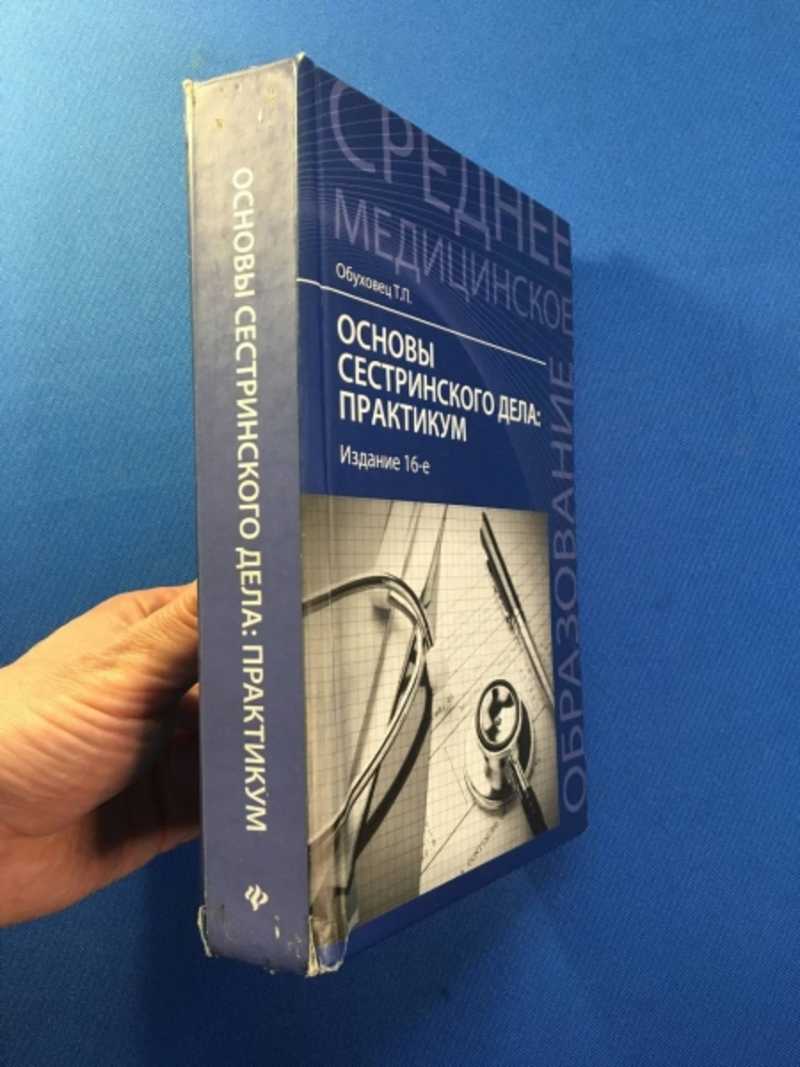 ОСНОВЫ СЕСТРИНСКОГО ДЕЛА: ПРАКТИКУМ
СРЕДНЕЕ
МЕДИЦИНСКОЕ
ОБРАЗОВАНИЕ
Обуховец Т.П.
ОСНОВЫ
СЕСТРИНСКОГО ДЕЛА:
ПРАКТИКУМ
Издание 16-е